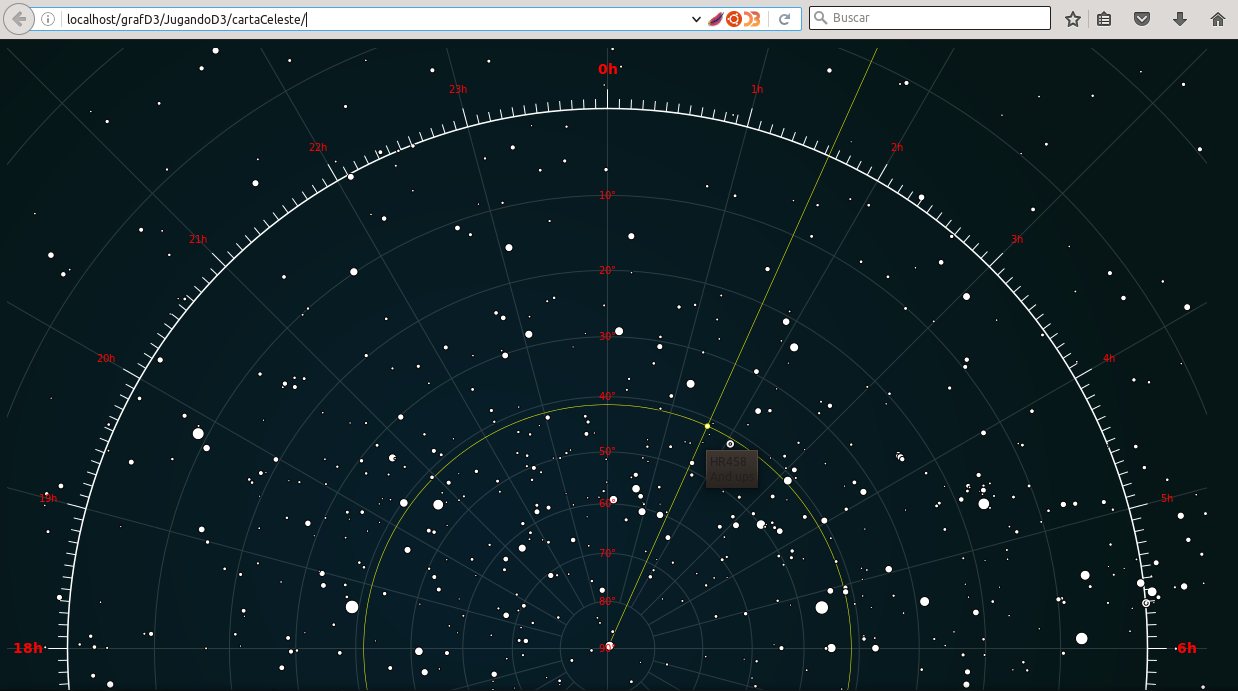 localhost/grafD3/JugandoD3/cartaCeleste/
Buscar
0h
23h
1h
22h
2h
10°
21h
3h
20°
30°
20h
4h
40°
50°
HR458
And ups
19h
5h
60°
70°
80°
18h
90°
6h